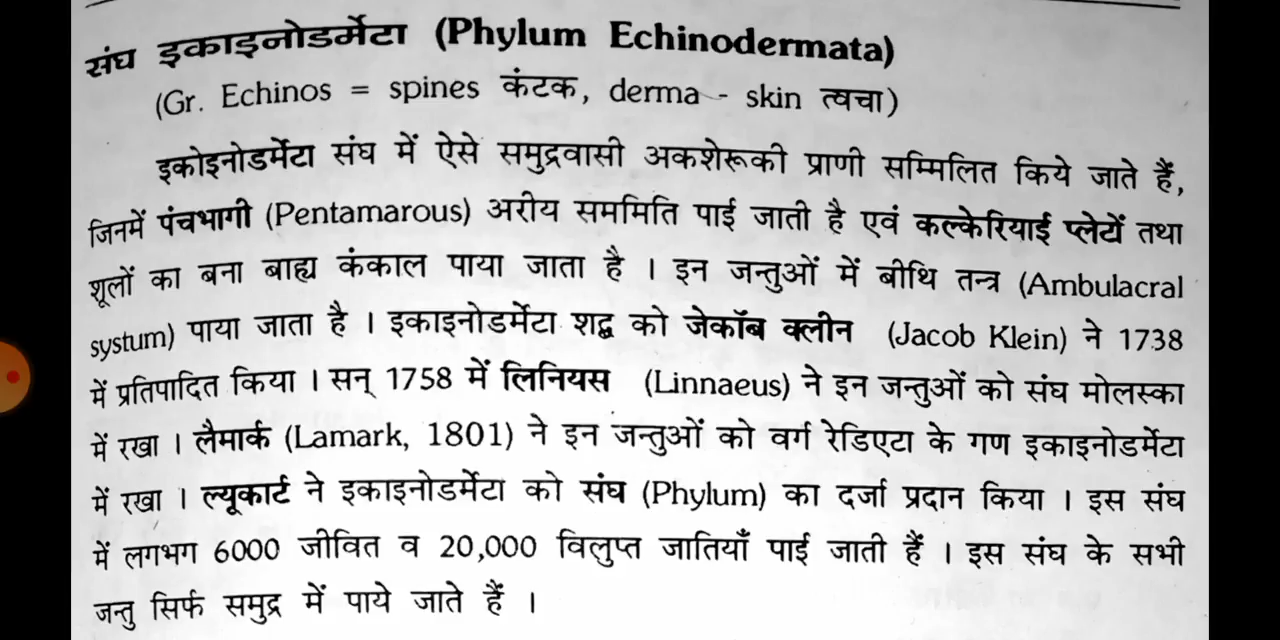 संघ इकाइनोडर्मेटा (Phylum Echinodermata)
(Gr. Echinos = spines कंटक, derma - skin त्वचा)
इकोइनोडर्मेटा संघ में ऐसे समुद्रवासी अकशेरूकी प्राणी सम्मिलित किये जाते हैं,
जिनमें पंचभागी (Pentamarous) अरीय सममिति पाई जाती है एवं कल्केरियाई प्लेटों तथा
शूलों का बना बाह्य कंकाल पाया जाता है । इन जन्तुओं में बीथि तन्त्र (Ambulacral
systum) पाया जाता है । इकाइनोडर्मेटा शद्ब को जेकॉब क्लीन (Jacob Klein) ने 1738
में प्रतिपादित किया । सन् 1758 में लिनियस (Linnaeus) ने इन जन्तुओं को संघ मोलस्का
में रखा । लैमार्क (Lamark, 1801) ने इन जन्तुओं को वर्ग रेडिएटा के गण इकाइनोडर्मेटा
में रखा । ल्यूकार्ट ने इकाइनोडर्मेटा को संघ (Phylum) का दर्जा प्रदान किया । इस संघ
में लगभग 6000 जीवित व 20,000 विलुप्त जातियाँ पाई जाती हैं । इस संघ के सभी
जन्तु सिर्फ समुद्र में पाये जाते हैं ।